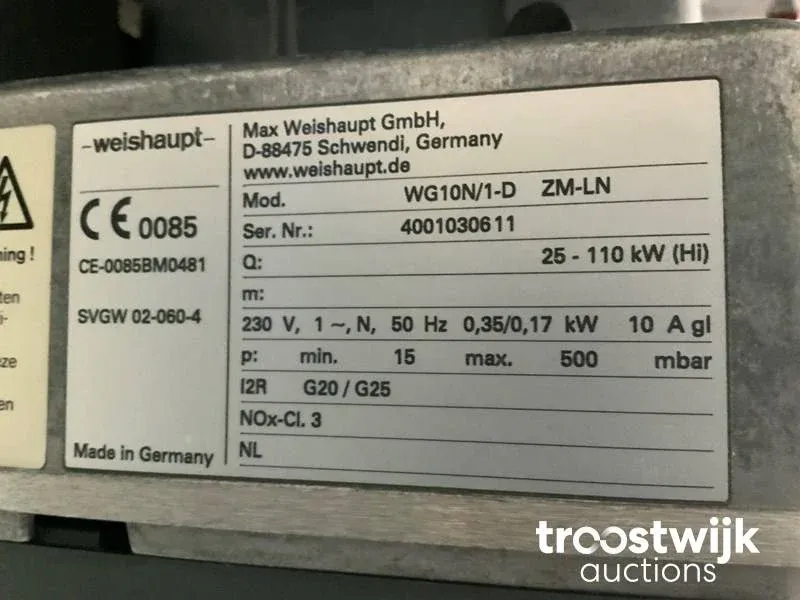 -weishaupt-
CE 0085
CE-0085BM0481
SVGW 02-060-4
Made in Germany
Max Weishaupt GmbH,
D-88475 Schwendi, Germany
www.weishaupt.de
Mod. WG10N/1-D ZM-LN
Ser. Nr.: 4001030611
Q: 25 - 110 kW (Hi)
m:
230 V, 1 ~, N, 50 Hz 0,35/0,17 kW 10 A gl
p: min. 15 max. 500 mbar
I2R G20 / G25
NOx-Cl. 3
NL
troostwijk
auctions